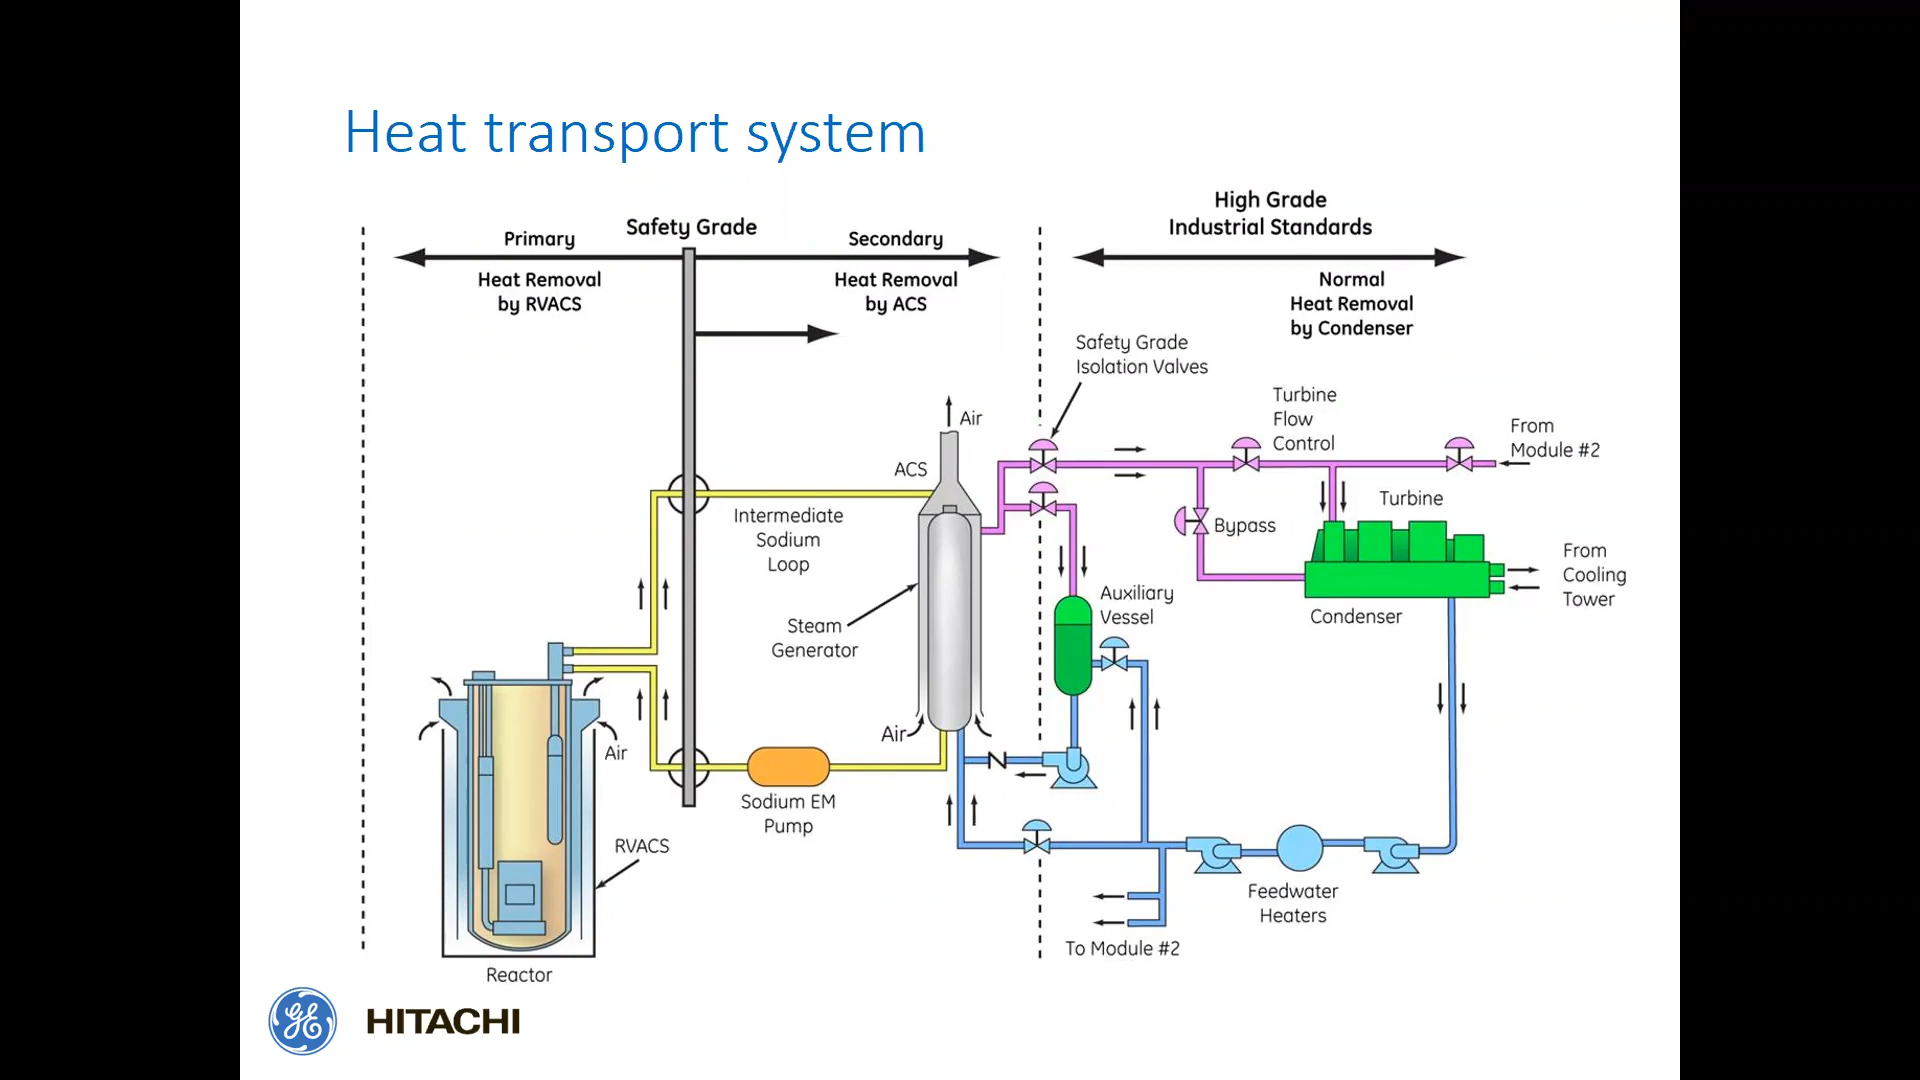 Heat transport system
High Grade
Industrial Standards
Safety Grade
Primary
Secondary
Heat Removal
by RVACS
Heat Removal
by ACS
Normal
Heat Removal
by Condenser
Safety Grade
Isolation Valves
Turbine
Flow
Control
From
Module #2
Air
ACS
Intermediate
Sodium
Loop
Turbine
Bypass
From
Cooling
Tower
Condenser
Auxiliary
Vessel
Steam
Generator
Air
Air
Sodium EM
Pump
RVACS
Feedwater
Heaters
To Module #2
Reactor
GE
HITACHI